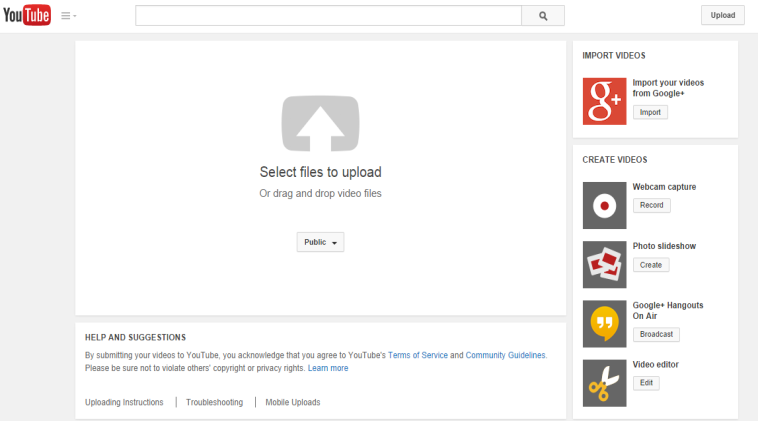 YouTube
Upload
Select files to upload
Or drag and drop video files
Public
HELP AND SUGGESTIONS
By submitting your videos to YouTube, you acknowledge that you agree to YouTube's Terms of Service and Community Guidelines.
Please be sure not to violate others' copyright or privacy rights. Learn more
Uploading Instructions
Troubleshooting
Mobile Uploads
IMPORT VIDEOS
g+
Import your videos
from Google+
Import
CREATE VIDEOS
Webcam capture
Record
Photo slideshow
Create
Google+ Hangouts
On Air
Broadcast
Video editor
Edit